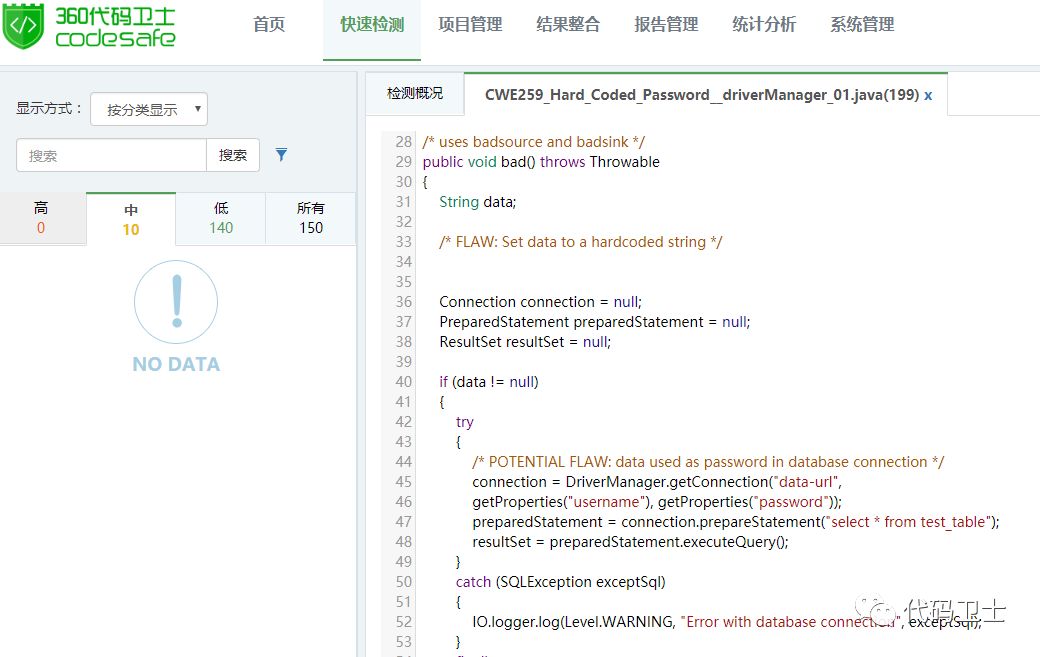 360代码卫士
codesafe
首页 快速检测 项目管理 结果整合 报告管理 统计分析 系统管理
显示方式： 按分类显示
搜索 搜索
高 中 低 所有
0 10 140 150
NO DATA
检测概况 CWE259_Hard_Coded_Password__driverManager_01.java(199) x
28 /* uses badsource and badsink */
29 public void bad() throws Throwable
30 {
31 String data;
32
33 /* FLAW: Set data to a hardcoded string */
34
35
36 Connection connection = null;
37 PreparedStatement preparedStatement = null;
38 ResultSet resultSet = null;
39
40 if (data != null)
41 {
42 try
43 {
44 /* POTENTIAL FLAW: data used as password in database connection */
45 connection = DriverManager.getConnection("data-url",
46 getProperties("username"), getProperties("password"));
47 preparedStatement = connection.prepareStatement("select * from test_table");
48 resultSet = preparedStatement.executeQuery();
49 }
50 catch (SQLException exceptSql)
51 {
52 IO.logger.log(Level.WARNING, "Error with database connection", exceptSql);
53 }
代码卫士